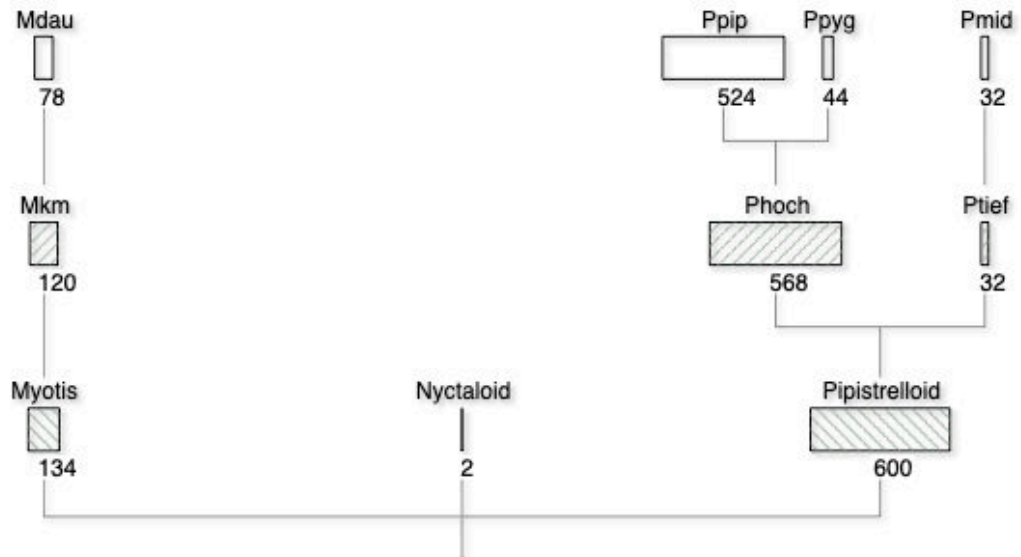 Mdau Ppip Ppyg Pmid
78 524 44 32
Mkm Phoch Ptief
120 568 32
Myotis Nyctaloid Pipistrelloid
134 2 600